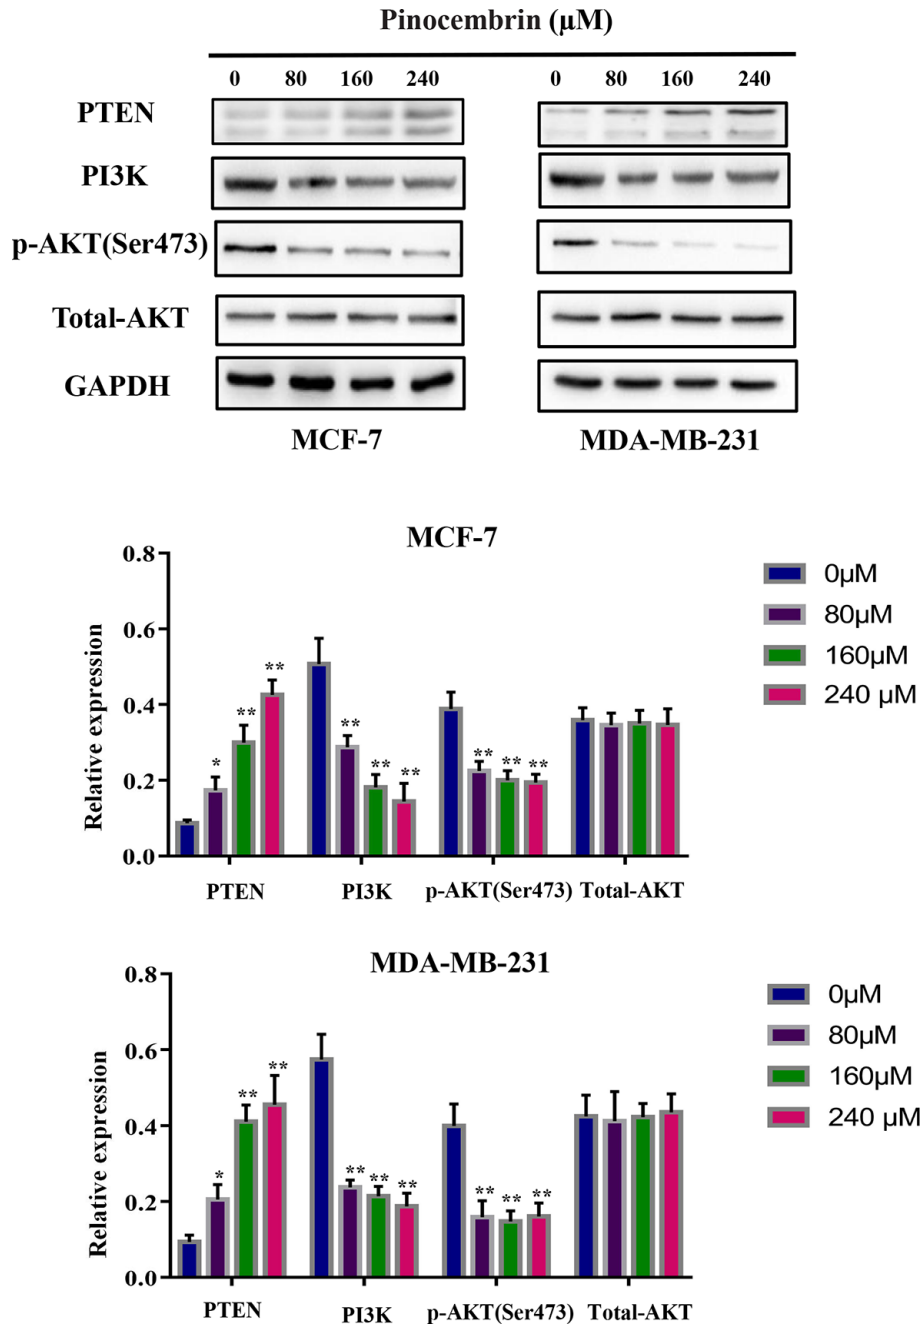 Pinocembrin (µM)
0 80 160 240 0 80 160 240
PTEN
PI3K
p-AKT(Ser473)
Total-AKT
GAPDH
MCF-7 MDA-MB-231
MCF-7
0.8
0.6
0.4
0.2
0.0
Relative expression
* ** **
** ** **
** ** **
PTEN PI3K p-AKT(Ser473) Total-AKT
0µM
80µM
160µM
240 µM
MDA-MB-231
0.8
0.6
0.4
0.2
0.0
Relative expression
* ** **
** ** **
** ** **
PTEN PI3K p-AKT(Ser473) Total-AKT
0µM
80µM
160µM
240 µM